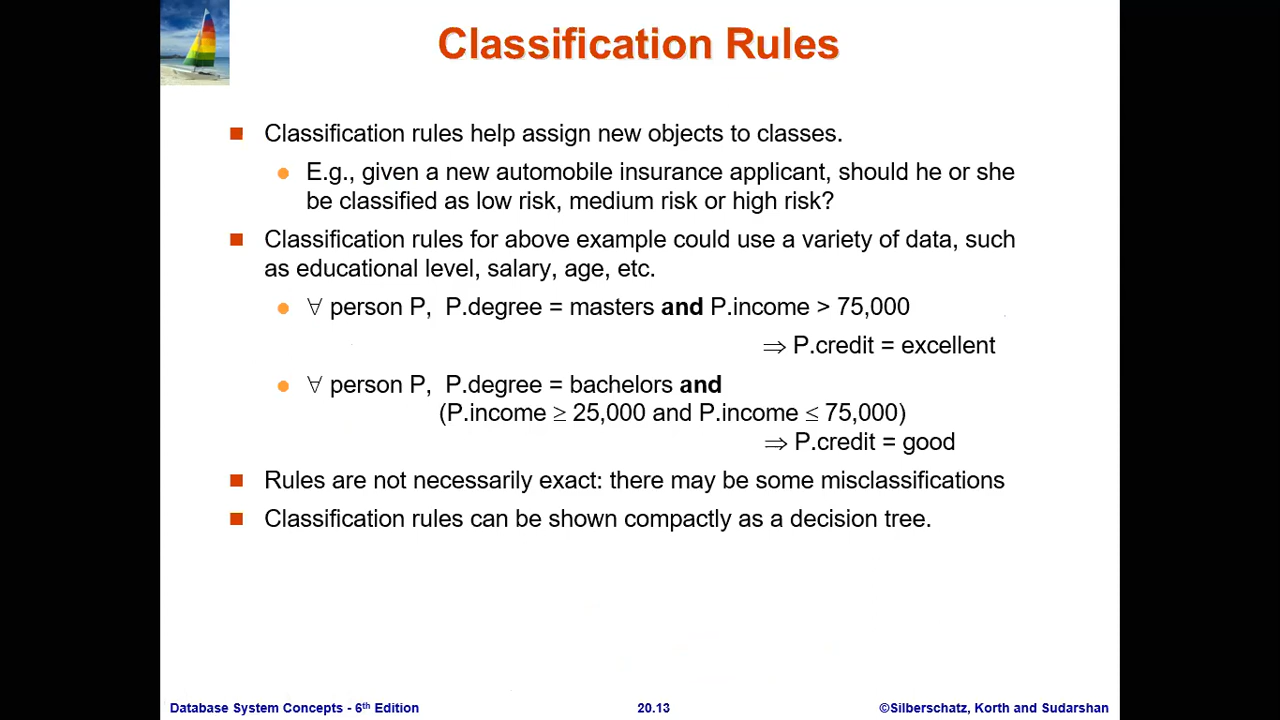 Classification Rules
Classification rules help assign new objects to classes.
E.g., given a new automobile insurance applicant, should he or she
be classified as low risk, medium risk or high risk?
Classification rules for above example could use a variety of data, such
as educational level, salary, age, etc.
∀ person P, P.degree = masters and P.income > 75,000
⇒ P.credit = excellent
∀ person P, P.degree = bachelors and
(P.income ≥ 25,000 and P.income ≤ 75,000)
⇒ P.credit = good
Rules are not necessarily exact: there may be some misclassifications
Classification rules can be shown compactly as a decision tree.
Database System Concepts - 6th Edition
20.13
©Silberschatz, Korth and Sudarshan